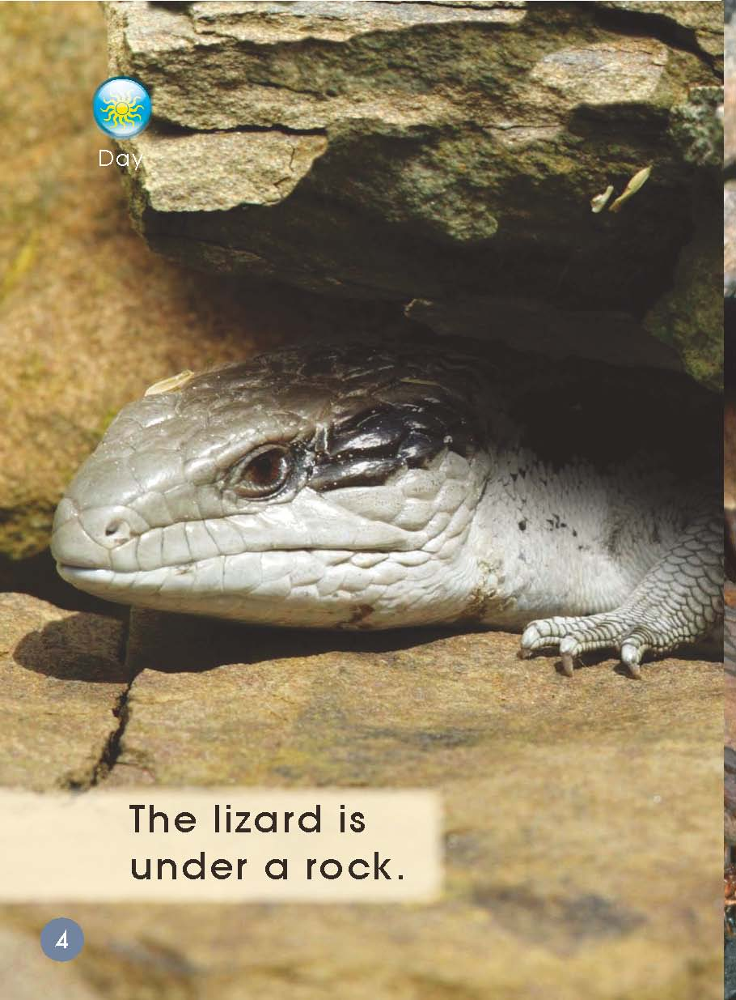 Day
The lizard is
under a rock.
4